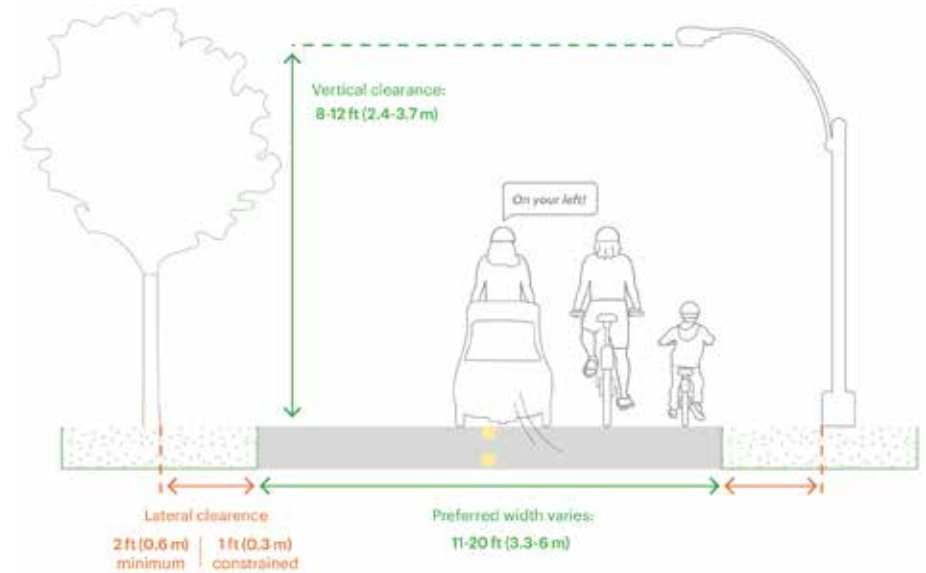 Vertical clearance:
8-12 ft (2.4-3.7 m)
On your left!
Lateral clearence
2 ft (0.6 m) | 1 ft (0.3 m)
minimum | constrained
Preferred width varies:
11-20 ft (3.3-6 m)